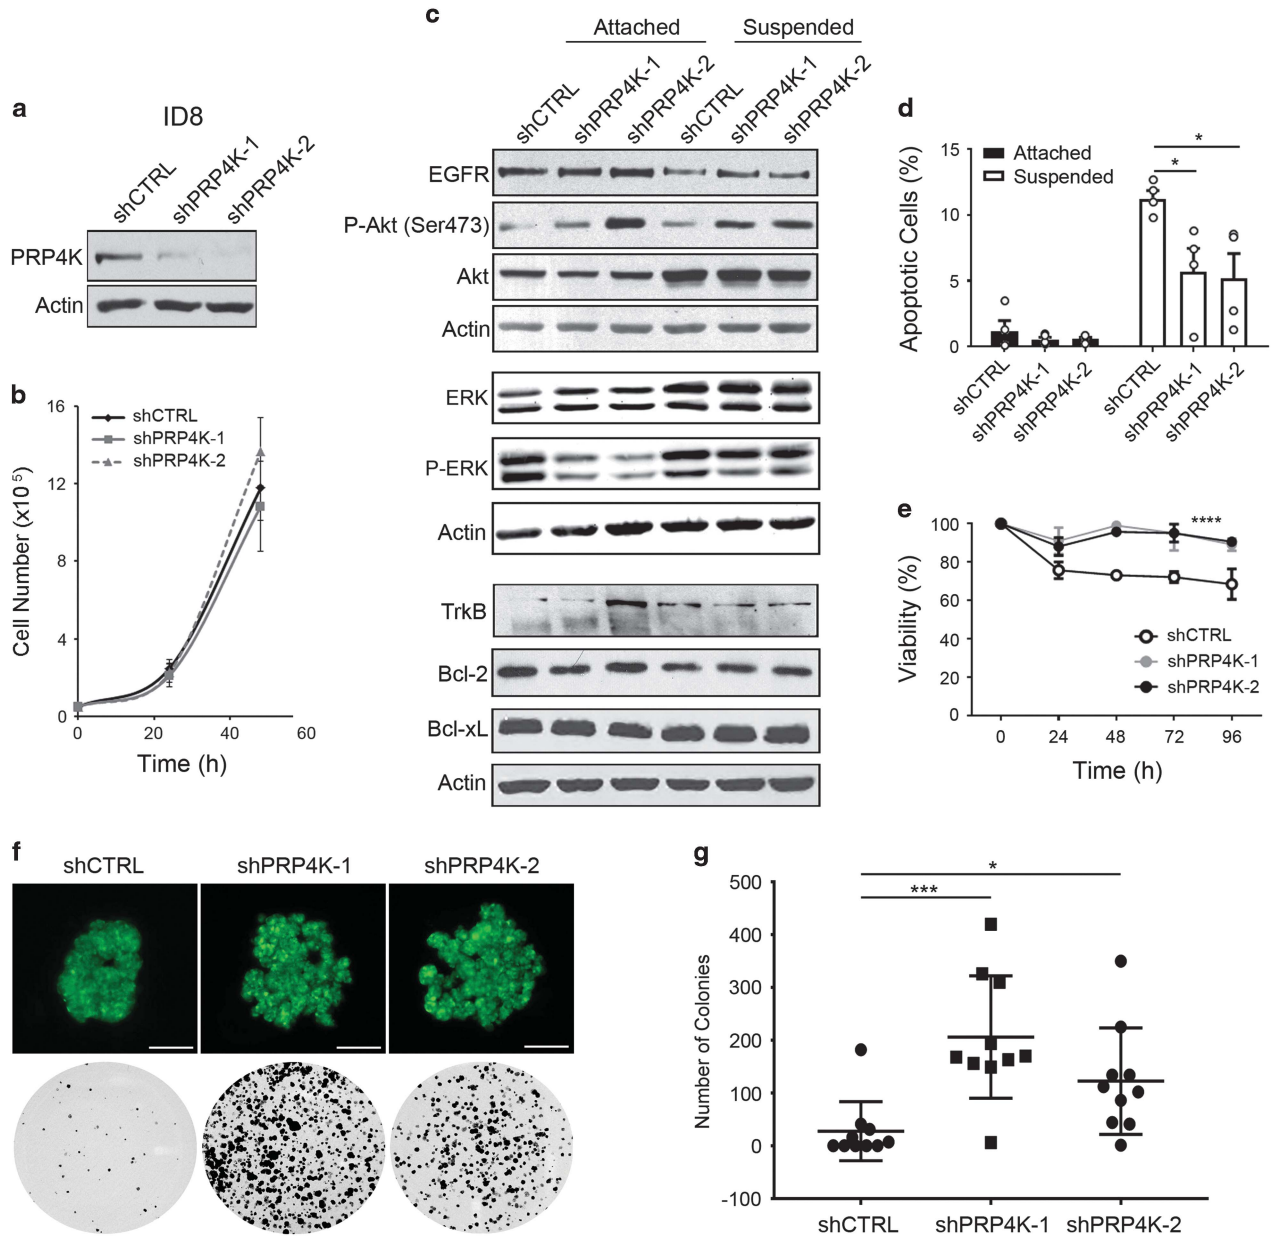 a
ID8
shCTRL
shPRP4K-1
shPRP4K-2
PRP4K
Actin
b
16
12
8
4
0
0
20
40
60
Cell Number (x10 5)
Time (h)
shCTRL
shPRP4K-1
shPRP4K-2
c
Attached
Suspended
shCTRL
shPRP4K-1
shPRP4K-2
shCTRL
shPRP4K-1
shPRP4K-2
EGFR
P-Akt (Ser473)
Akt
Actin
ERK
P-ERK
Actin
TrkB
Bcl-2
Bcl-xL
Actin
d
Apoptotic Cells (%)
15
10
5
0
Attached
Suspended
*
*
shCTRL
shPRP4K-1
shPRP4K-2
shCTRL
shPRP4K-1
shPRP4K-2
e
Viability (%)
100
80
60
40
20
0
****
shCTRL
shPRP4K-1
shPRP4K-2
0
24
48
72
96
Time (h)
f
shCTRL
shPRP4K-1
shPRP4K-2
g
Number of Colonies
500
400
300
200
100
0
-100
*
***
shCTRL
shPRP4K-1
shPRP4K-2